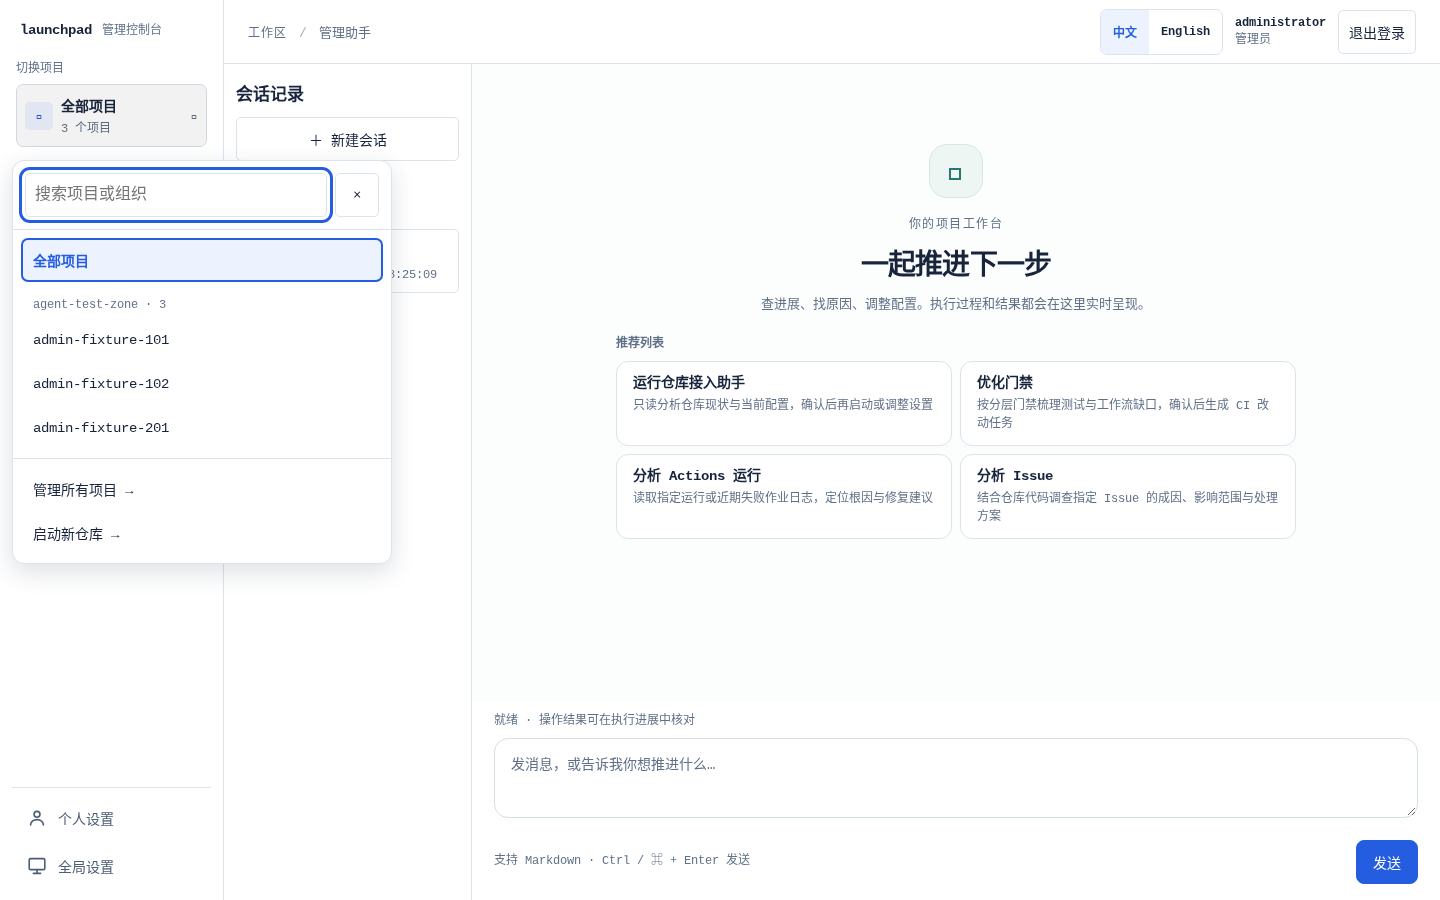 launchpad 管理控制台
切换项目
全部项目
3 个项目
搜索项目或组织
×
全部项目
agent-test-zone · 3
admin-fixture-101
admin-fixture-102
admin-fixture-201
管理所有项目 →
启动新仓库 →
个人设置
全局设置
工作区 / 管理助手
中文
English
administrator
管理员
退出登录
会话记录
＋ 新建会话
:25:09
你的项目工作台
一起推进下一步
查进展、找原因、调整配置。执行过程和结果都会在这里实时呈现。
推荐列表
运行仓库接入助手
只读分析仓库现状与当前配置，确认后再启动或调整设置
优化门禁
按分层门禁梳理测试与工作流缺口，确认后生成 CI 改
动任务
分析 Actions 运行
读取指定运行或近期失败作业日志，定位根因与修复建议
分析 Issue
结合仓库代码调查指定 Issue 的成因、影响范围与处理
方案
就绪 · 操作结果可在执行进展中核对
发消息，或告诉我你想推进什么…
支持 Markdown · Ctrl / ⌘ + Enter 发送
发送